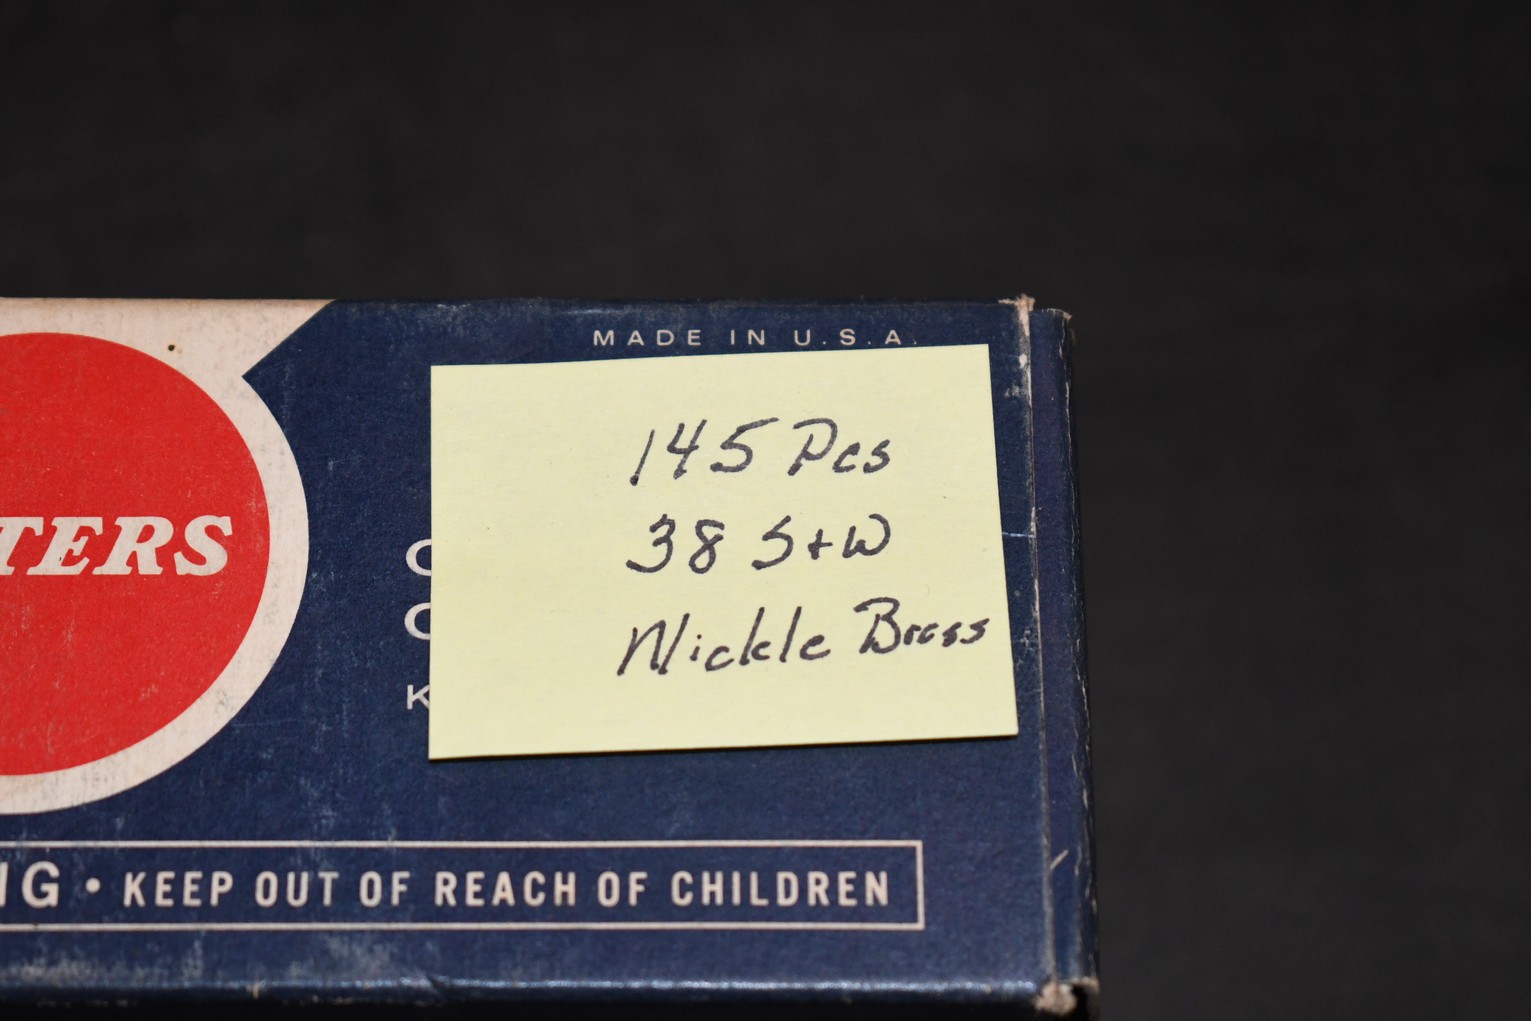 MADE IN U.S.A.
TERS
145 Pcs
38 S+W
Nickle Brass
KEEP OUT OF REACH OF CHILDREN